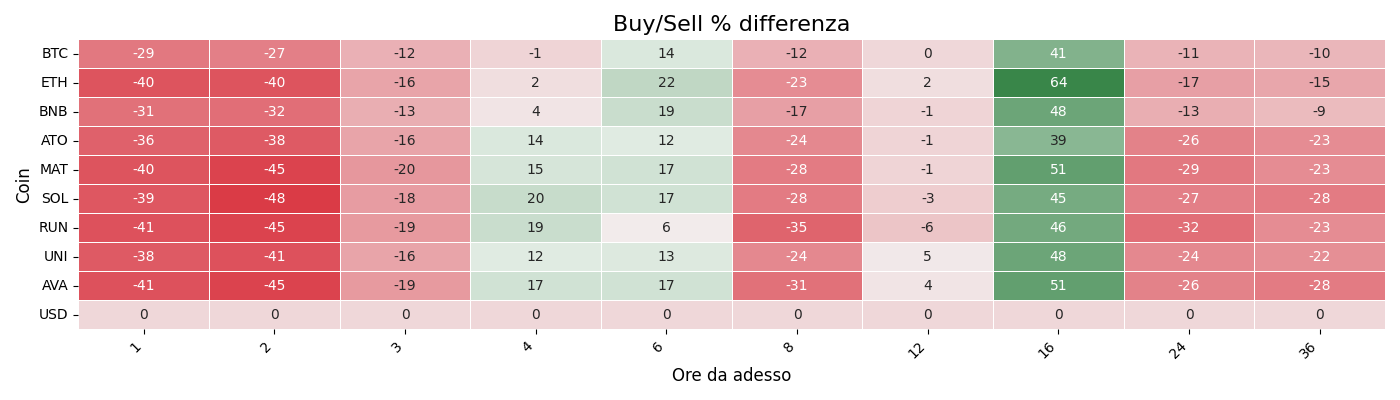 Buy/Sell % differenza
Coin
BTC -29 -27 -12 -1 14 -12 0 41 -11 -10
ETH -40 -40 -16 2 22 -23 2 64 -17 -15
BNB -31 -32 -13 4 19 -17 -1 48 -13 -9
ATO -36 -38 -16 14 12 -24 -1 39 -26 -23
MAT -40 -45 -20 15 17 -28 -1 51 -29 -23
SOL -39 -48 -18 20 17 -28 -3 45 -27 -28
RUN -41 -45 -19 19 6 -35 -6 46 -32 -23
UNI -38 -41 -16 12 13 -24 5 48 -24 -22
AVA -41 -45 -19 17 17 -31 4 51 -26 -28
USD 0 0 0 0 0 0 0 0 0 0
1 2 3 4 6 8 12 16 24 36
Ore da adesso